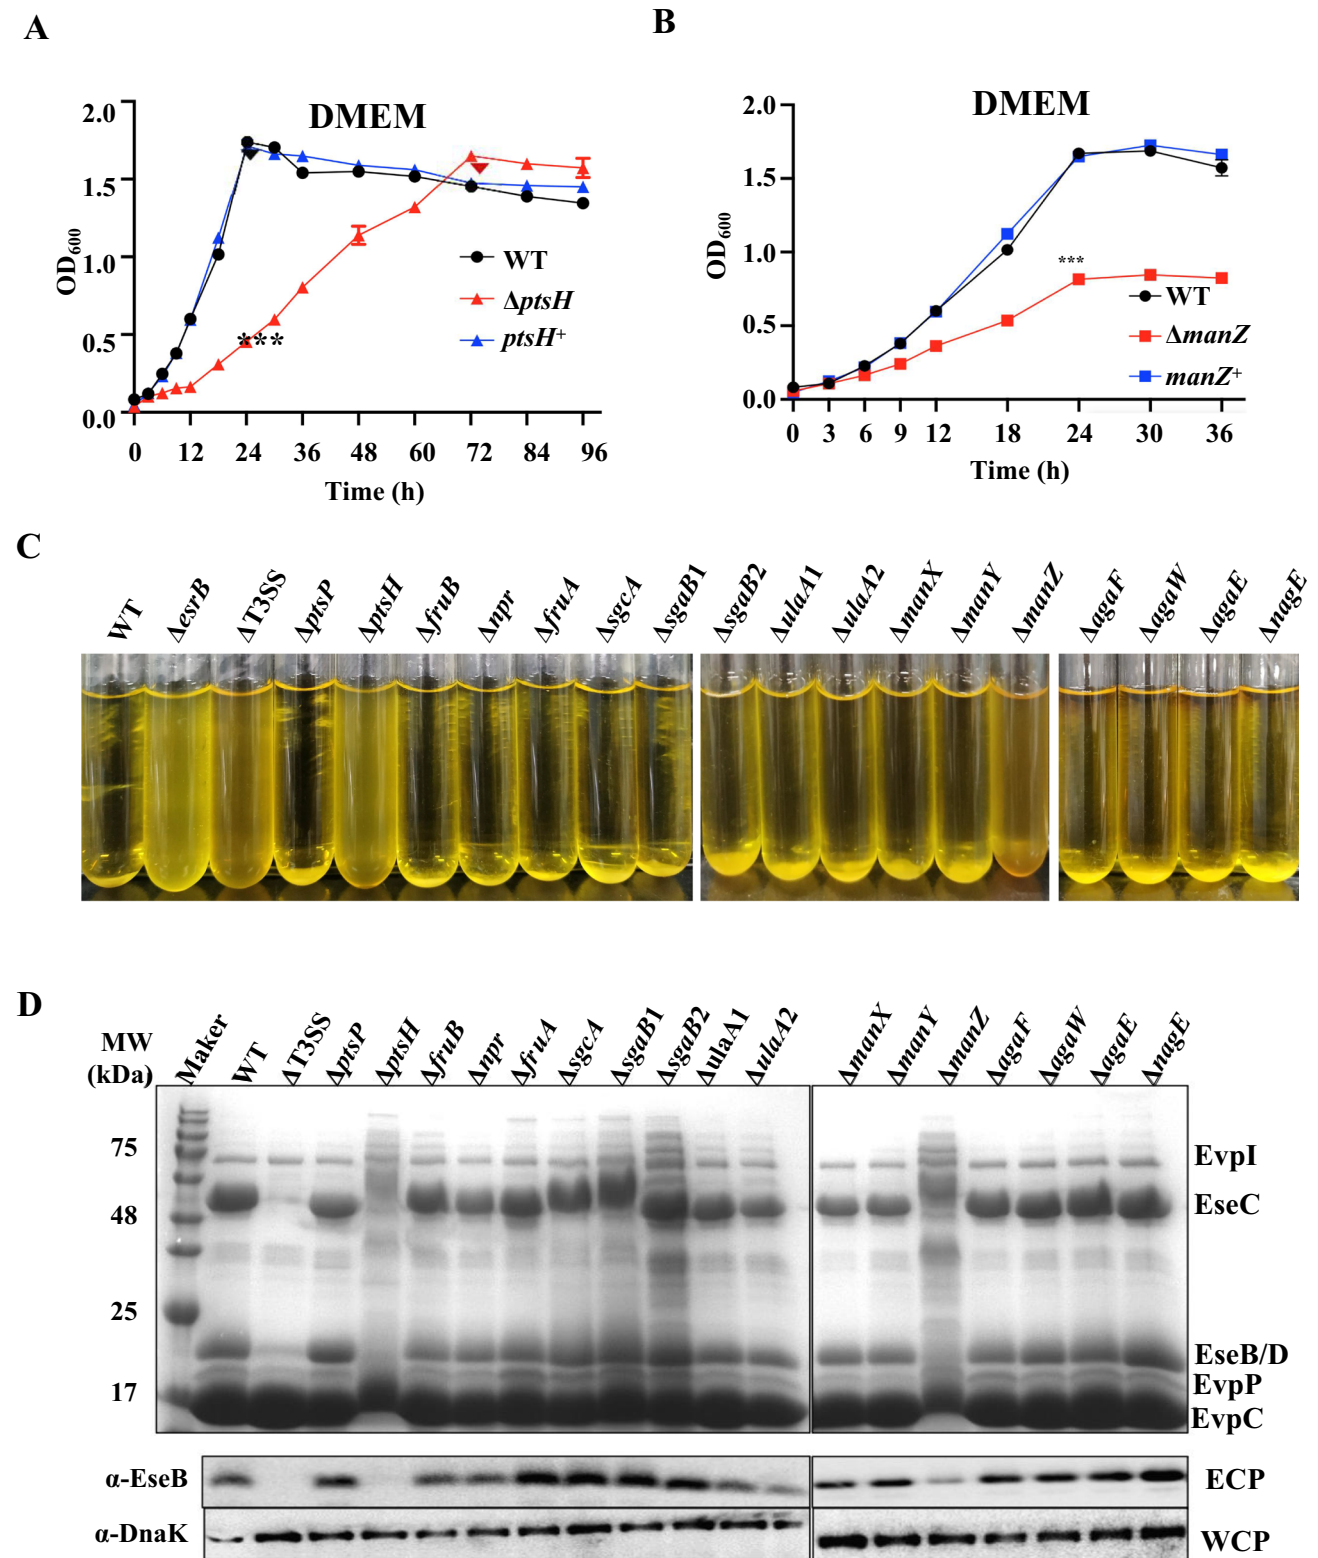 A
DMEM
OD600
2.0
1.5
1.0
0.5
0.0
***
WT
ΔptsH
ptsH+
0 12 24 36 48 60 72 84 96
Time (h)
B
DMEM
OD600
2.0
1.5
1.0
0.5
0.0
***
WT
ΔmanZ
manZ+
0 3 6 9 12 18 24 30 36
Time (h)
C
WT ΔesrB ΔT3SS ΔptsP ΔptsH ΔfruB Δnpr ΔfruA ΔsgcA ΔsgaB1 ΔsgaB2 ΔulaA1 ΔulaA2 ΔmanX ΔmanY ΔmanZ ΔagaF ΔagaW ΔagaE ΔnagE
D
MW
(kDa)
Maker WT ΔT3SS ΔptsP ΔptsH ΔfruB Δnpr ΔfruA ΔsgcA ΔsgaB1 ΔsgaB2 ΔulaA1 ΔulaA2 ΔmanX ΔmanY ΔmanZ ΔagaF ΔagaW ΔagaE ΔnagE
75
48
25
17
EvpI
EseC
EseB/D
EvpP
EvpC
α-EseB
ECP
α-DnaK
WCP